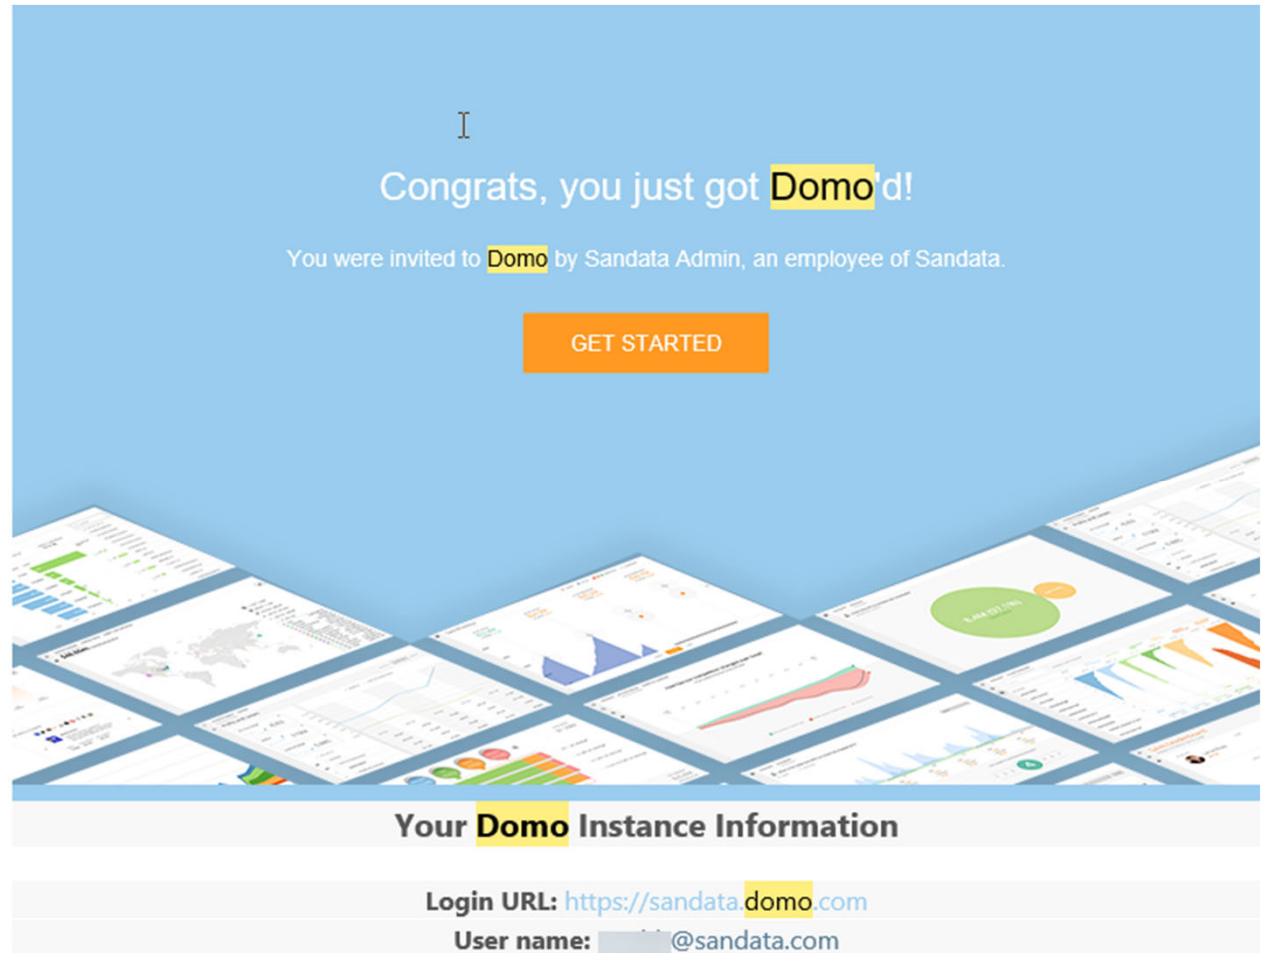 Congrats, you just got Domo'd!
You were invited to Domo by Sandata Admin, an employee of Sandata.
GET STARTED
Your Domo Instance Information
Login URL: https://sandata.domo.com
User name: @sandata.com